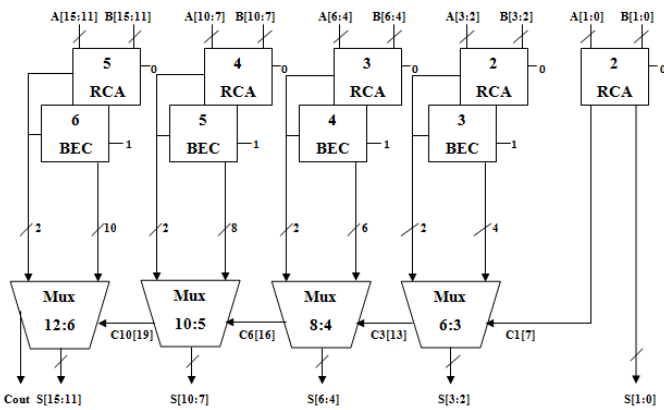 A[15:11] B[15:11] A[10:7] B[10:7] A[6:4] B[6:4] A[3:2] B[3:2] A[1:0] B[1:0]
5 4 3 2 2
0 0 0 0 0
RCA RCA RCA RCA RCA
6 5 4 3
1 1 1 1
BEC BEC BEC BEC
2 10 2 8 2 6 2 4
Mux Mux Mux Mux
12:6 10:5 8:4 6:3
C10[19] C6[16] C3[13] C1[7]
Cout S[15:11] S[10:7] S[6:4] S[3:2] S[1:0]